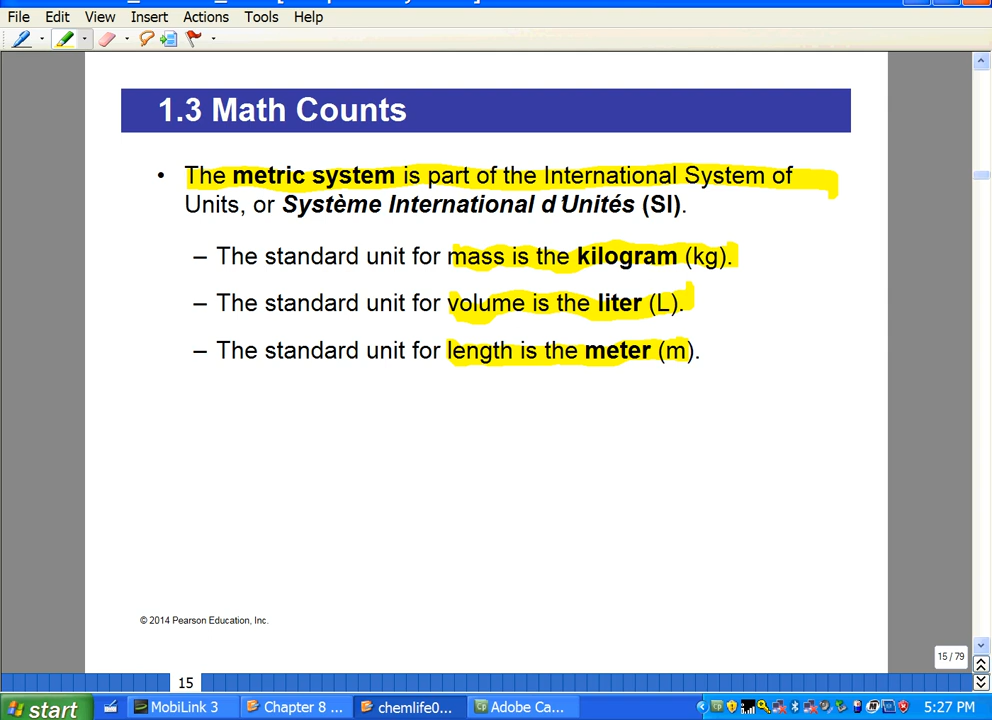 File Edit View Insert Actions Tools Help
1.3 Math Counts
• The metric system is part of the International System of
Units, or Système International d'Unités (SI).
– The standard unit for mass is the kilogram (kg).
– The standard unit for volume is the liter (L).
– The standard unit for length is the meter (m).
© 2014 Pearson Education, Inc.
15 / 79
15
start MobiLink 3 Chapter 8 ... chemlife0... Adobe Ca... 5:27 PM